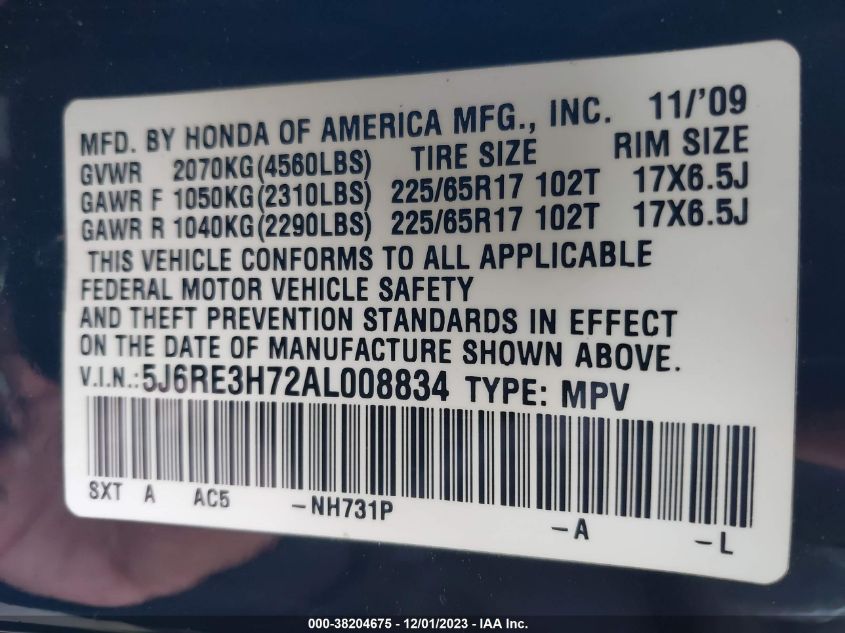 MFD. BY HONDA OF AMERICA MFG., INC. 11/'09
GVWR 2070KG(4560LBS) TIRE SIZE RIM SIZE
GAWR F 1050KG(2310LBS) 225/65R17 102T 17X6.5J
GAWR R 1040KG(2290LBS) 225/65R17 102T 17X6.5J
THIS VEHICLE CONFORMS TO ALL APPLICABLE
FEDERAL MOTOR VEHICLE SAFETY
AND THEFT PREVENTION STANDARDS IN EFFECT
ON THE DATE OF MANUFACTURE SHOWN ABOVE.
V.I.N.:5J6RE3H72AL008834 TYPE: MPV
SXT A AC5 -NH731P -A -L
000-38204675 - 12/01/2023 - ©IAA, Inc.